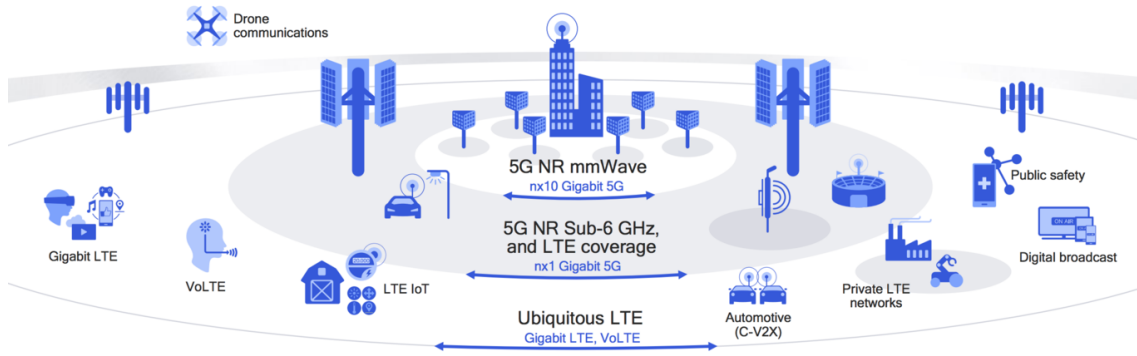 Drone
communications
5G NR mmWave
nx10 Gigabit 5G
Public safety
5G NR Sub-6 GHz,
and LTE coverage
nx1 Gigabit 5G
ON AIR
Gigabit LTE
Digital broadcast
VoLTE
LTE IoT
Private LTE
networks
Ubiquitous LTE
Gigabit LTE, VoLTE
Automotive
(C-V2X)